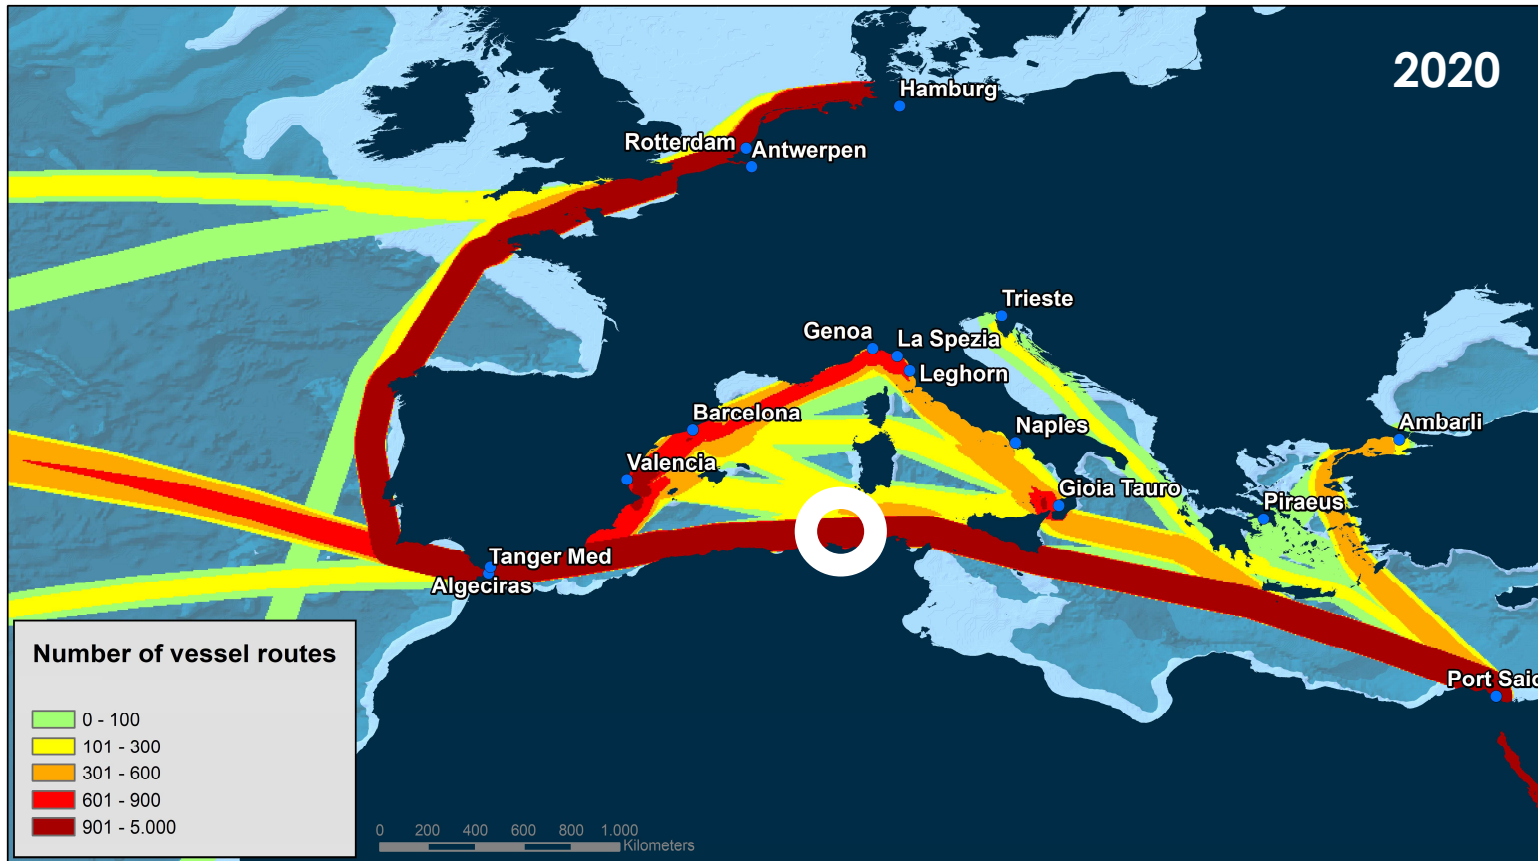 2020
Hamburg
Rotterdam
Antwerpen
Trieste
Genoa
La Spezia
Leghorn
Barcelona
Naples
Ambarli
Valencia
Gioia Tauro
Piraeus
Tanger Med
Algeciras
Port Said
Number of vessel routes
0 - 100
101 - 300
301 - 600
601 - 900
901 - 5.000
0 200 400 600 800 1.000
Kilometers